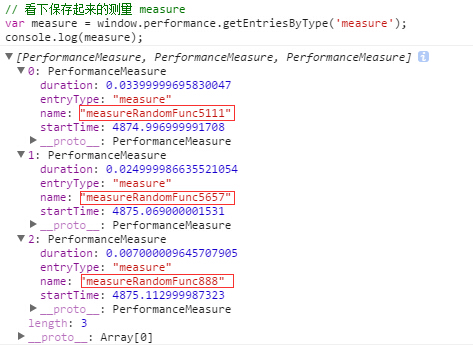 // 看下保存起来的测量 measure
var measure = window.performance.getEntriesByType('measure');
console.log(measure);
[PerformanceMeasure, PerformanceMeasure, PerformanceMeasure]
0: PerformanceMeasure
duration: 0.03399999695830047
entryType: "measure"
name: "measureRandomFunc5111"
startTime: 4874.996999991708
__proto__: PerformanceMeasure
1: PerformanceMeasure
duration: 0.024999986635521054
entryType: "measure"
name: "measureRandomFunc5657"
startTime: 4875.069000001531
__proto__: PerformanceMeasure
2: PerformanceMeasure
duration: 0.007000009645707905
entryType: "measure"
name: "measureRandomFunc888"
startTime: 4875.112999987323
__proto__: PerformanceMeasure
length: 3
__proto__: Array[0]